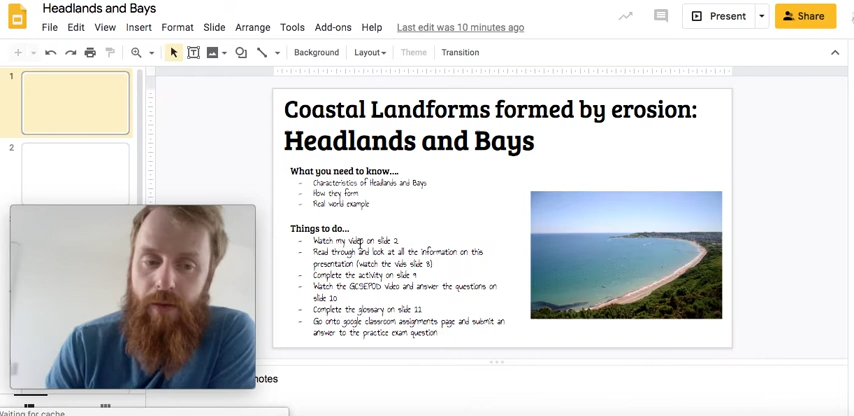 Headlands and Bays
File Edit View Insert Format Slide Arrange Tools Add-ons Help Last edit was 10 minutes ago
Present Share
Background Layout Theme Transition
1
2
Coastal Landforms formed by erosion:
Headlands and Bays
What you need to know....
- Characteristics of Headlands and Bays
- How they form
- Real world example
Things to do...
- Watch my video on slide 2
- Read through and look at all the information on this
presentation (watch the vids slide 8)
- Complete the activity on slide 9
- Watch the GCSEPOD video and answer the questions on
slide 10
- Complete the glossary on slide 11
- Go onto google classroom assignments page and submit an
answer to the practice exam question
notes
Waiting for cache